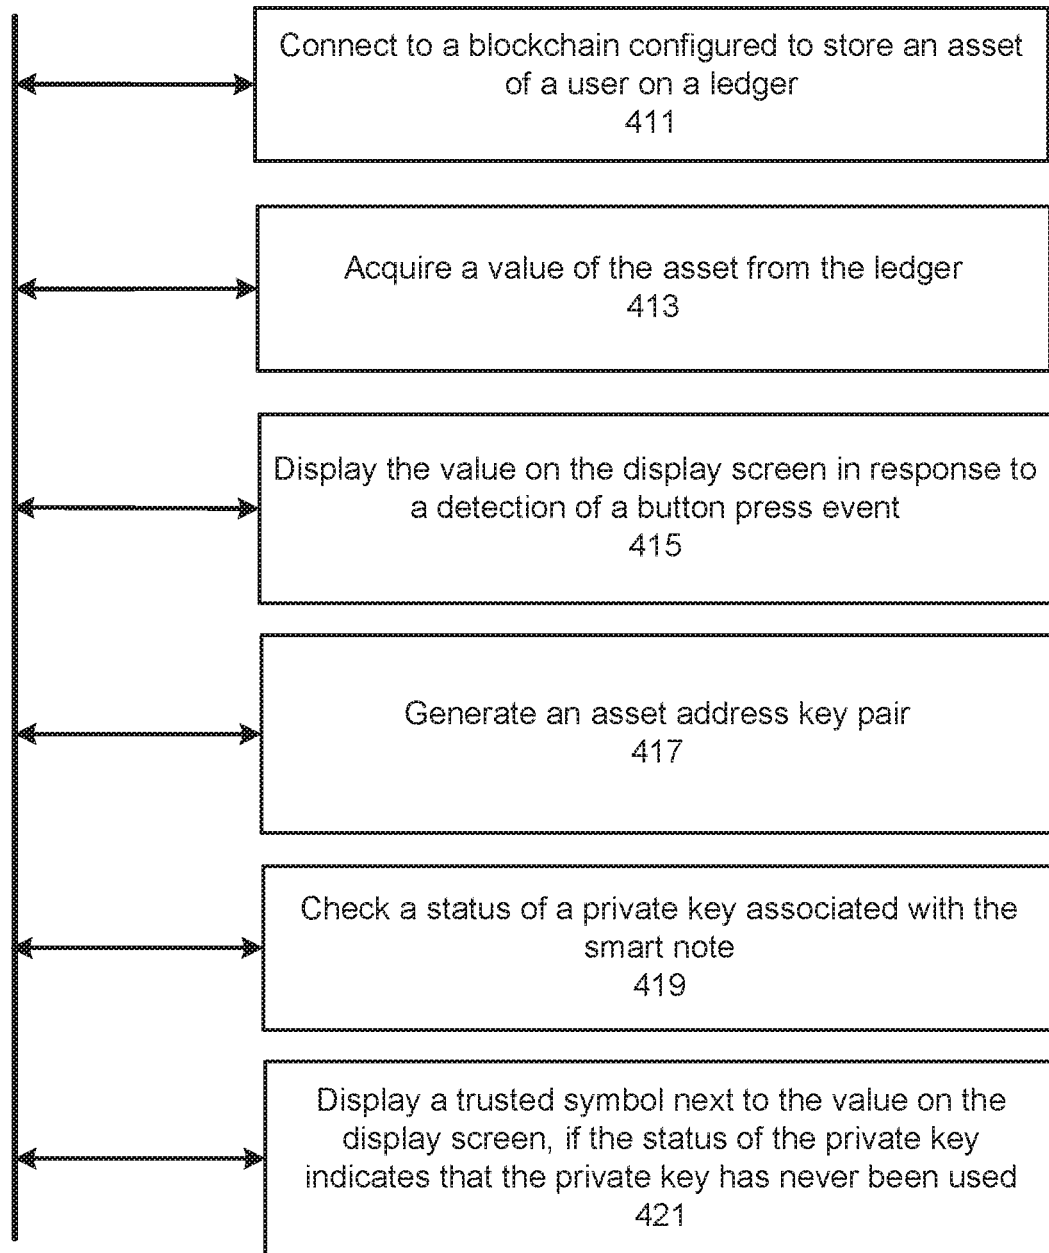 Connect to a blockchain configured to store an asset
of a user on a ledger
411
Acquire a value of the asset from the ledger
413
Display the value on the display screen in response to
a detection of a button press event
415
Generate an asset address key pair
417
Check a status of a private key associated with the
smart note
419
Display a trusted symbol next to the value on the
display screen, if the status of the private key
indicates that the private key has never been used
421